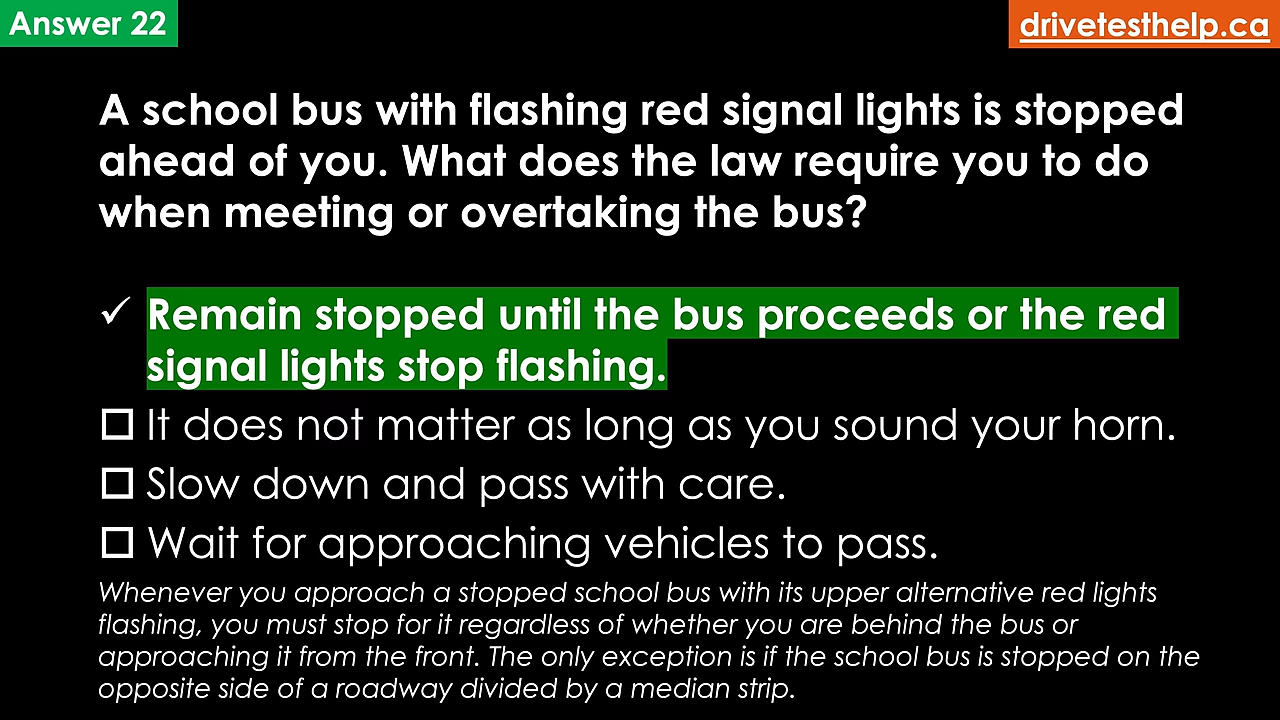 Answer 22
drivetesthelp.ca
A school bus with flashing red signal lights is stopped
ahead of you. What does the law require you to do
when meeting or overtaking the bus?
✓ Remain stopped until the bus proceeds or the red
signal lights stop flashing.
☐ It does not matter as long as you sound your horn.
☐ Slow down and pass with care.
☐ Wait for approaching vehicles to pass.
Whenever you approach a stopped school bus with its upper alternative red lights
flashing, you must stop for it regardless of whether you are behind the bus or
approaching it from the front. The only exception is if the school bus is stopped on the
opposite side of a roadway divided by a median strip.